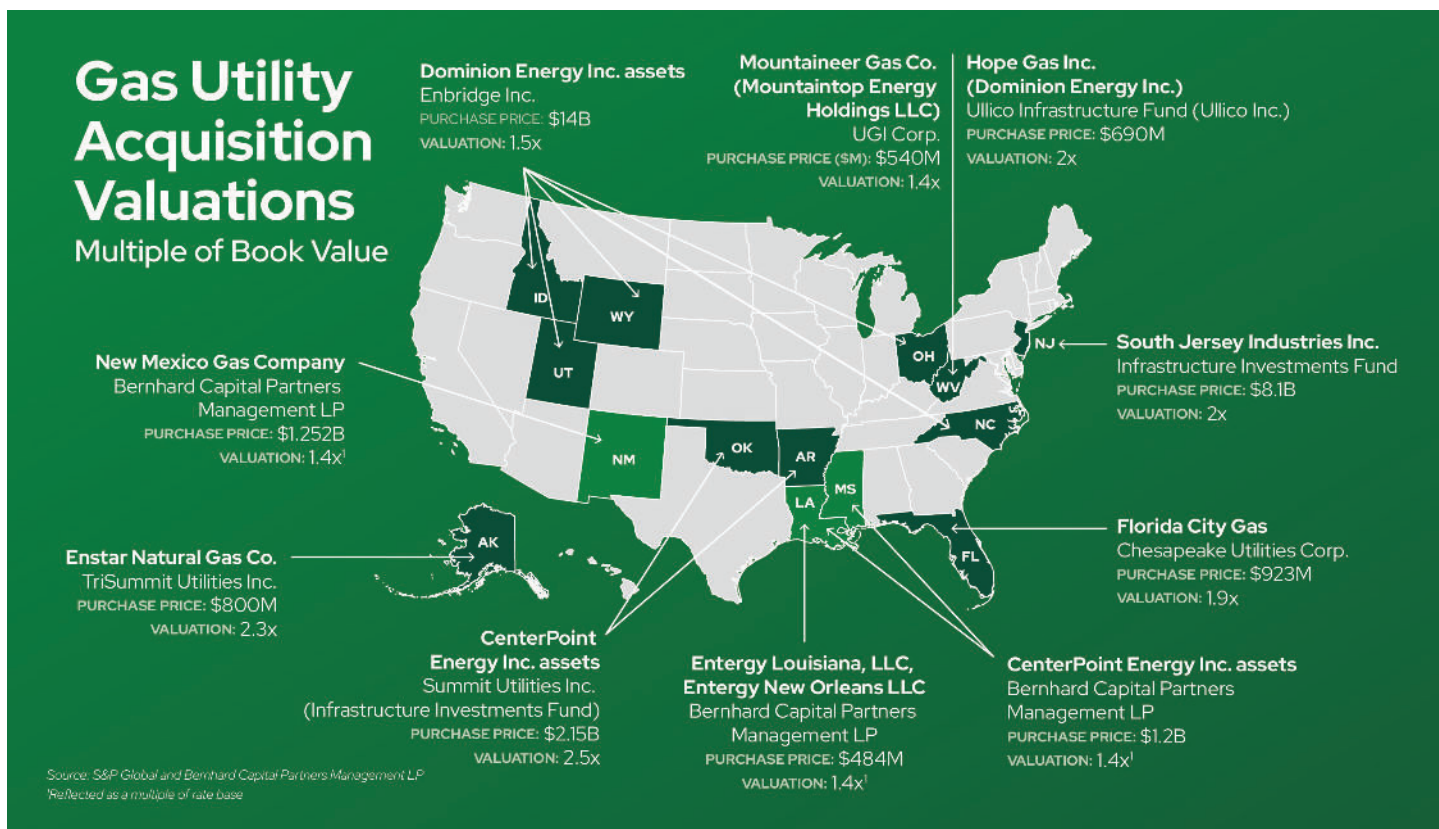 Gas Utility
Acquisition
Valuations
Multiple of Book Value
Dominion Energy Inc. assets
Enbridge Inc.
PURCHASE PRICE: $14B
VALUATION: 1.5x
Mountaineer Gas Co.
(Mountaintop Energy
Holdings LLC)
UGI Corp.
PURCHASE PRICE ($M): $540M
VALUATION: 1.4x
Hope Gas Inc.
(Dominion Energy Inc.)
Ullico Infrastructure Fund (Ullico Inc.)
PURCHASE PRICE: $690M
VALUATION: 2x
New Mexico Gas Company
Bernhard Capital Partners
Management LP
PURCHASE PRICE: $1.252B
VALUATION: 1.4x¹
South Jersey Industries Inc.
Infrastructure Investments Fund
PURCHASE PRICE: $8.1B
VALUATION: 2x
ID
WY
UT
OH
WV
NJ
NC
NM
OK
AR
LA
MS
FL
AK
Enstar Natural Gas Co.
TriSummit Utilities Inc.
PURCHASE PRICE: $800M
VALUATION: 2.3x
Florida City Gas
Chesapeake Utilities Corp.
PURCHASE PRICE: $923M
VALUATION: 1.9x
CenterPoint
Energy Inc. assets
Summit Utilities Inc.
(Infrastructure Investments Fund)
PURCHASE PRICE: $2.15B
VALUATION: 2.5x
Entergy Louisiana, LLC,
Entergy New Orleans LLC
Bernhard Capital Partners
Management LP
PURCHASE PRICE: $484M
VALUATION: 1.4x¹
CenterPoint Energy Inc. assets
Bernhard Capital Partners
Management LP
PURCHASE PRICE: $1.2B
VALUATION: 1.4x¹
Source: S&P Global and Bernhard Capital Partners Management LP
¹Reflected as a multiple of rate base